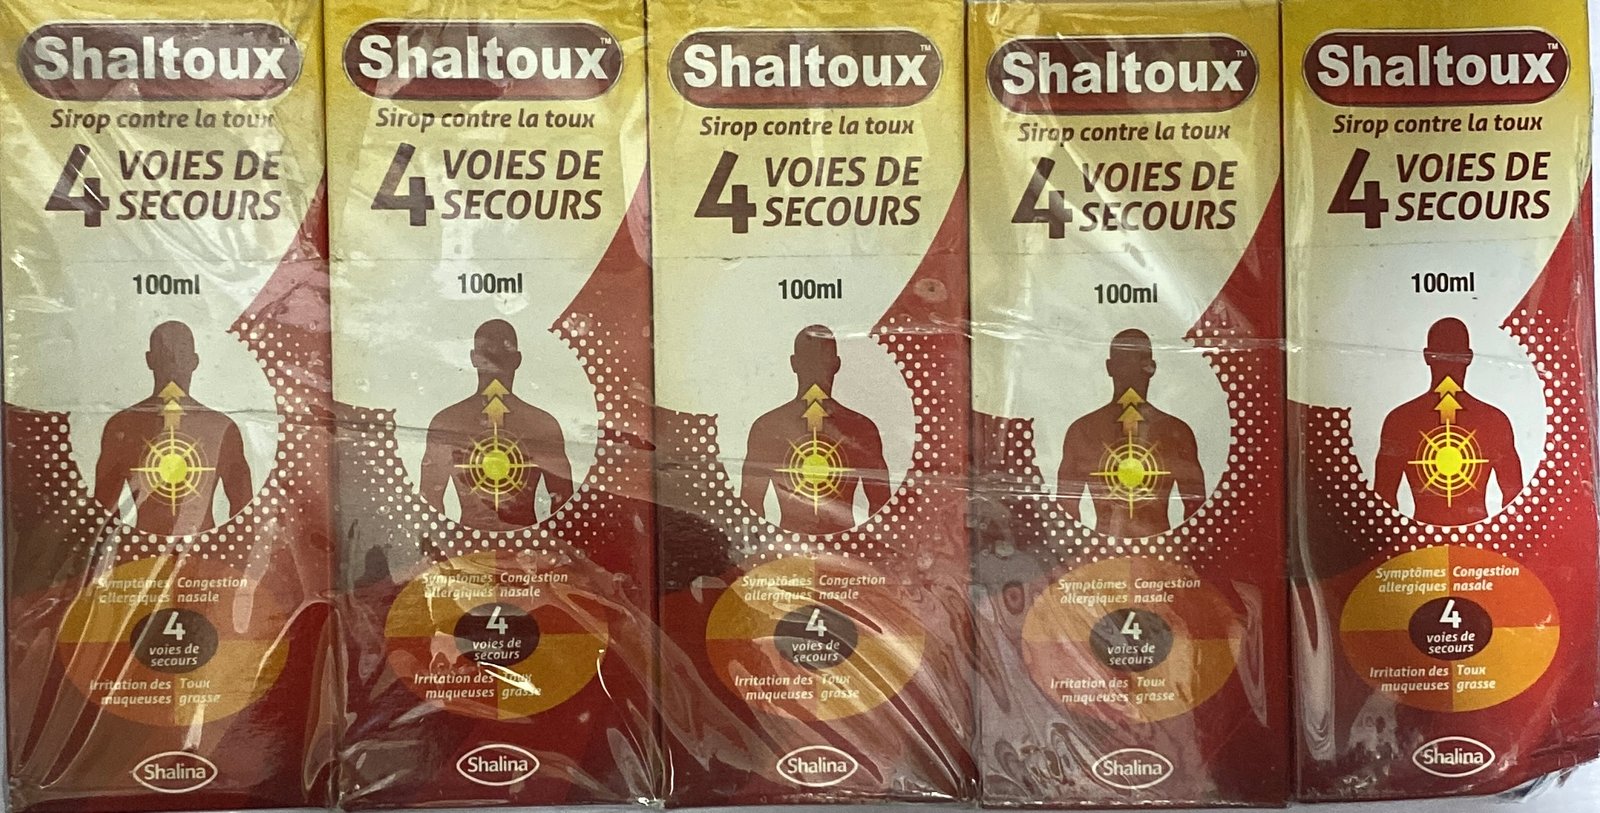 Shaltoux™
Sirop contre la toux
4 VOIES DE
SECOURS
100ml
Symptômes Congestion
allergiques nasale
4
voies de
secours
Irritation des Toux
muqueuses grasse
Shalina
Shaltoux™
Sirop contre la toux
4 VOIES DE
SECOURS
100ml
Symptômes Congestion
allergiques nasale
4
voies de
secours
Irritation des Toux
muqueuses grasse
Shalina
Shaltoux™
Sirop contre la toux
4 VOIES DE
SECOURS
100ml
Symptômes Congestion
allergiques nasale
4
voies de
secours
Irritation des Toux
muqueuses grasse
Shalina
Shaltoux™
Sirop contre la toux
4 VOIES DE
SECOURS
100ml
Symptômes Congestion
allergiques nasale
4
voies de
secours
Irritation des Toux
muqueuses grasse
Shalina
Shaltoux™
Sirop contre la toux
4 VOIES DE
SECOURS
100ml
Symptômes Congestion
allergiques nasale
4
voies de
secours
Irritation des Toux
muqueuses grasse
Shalina